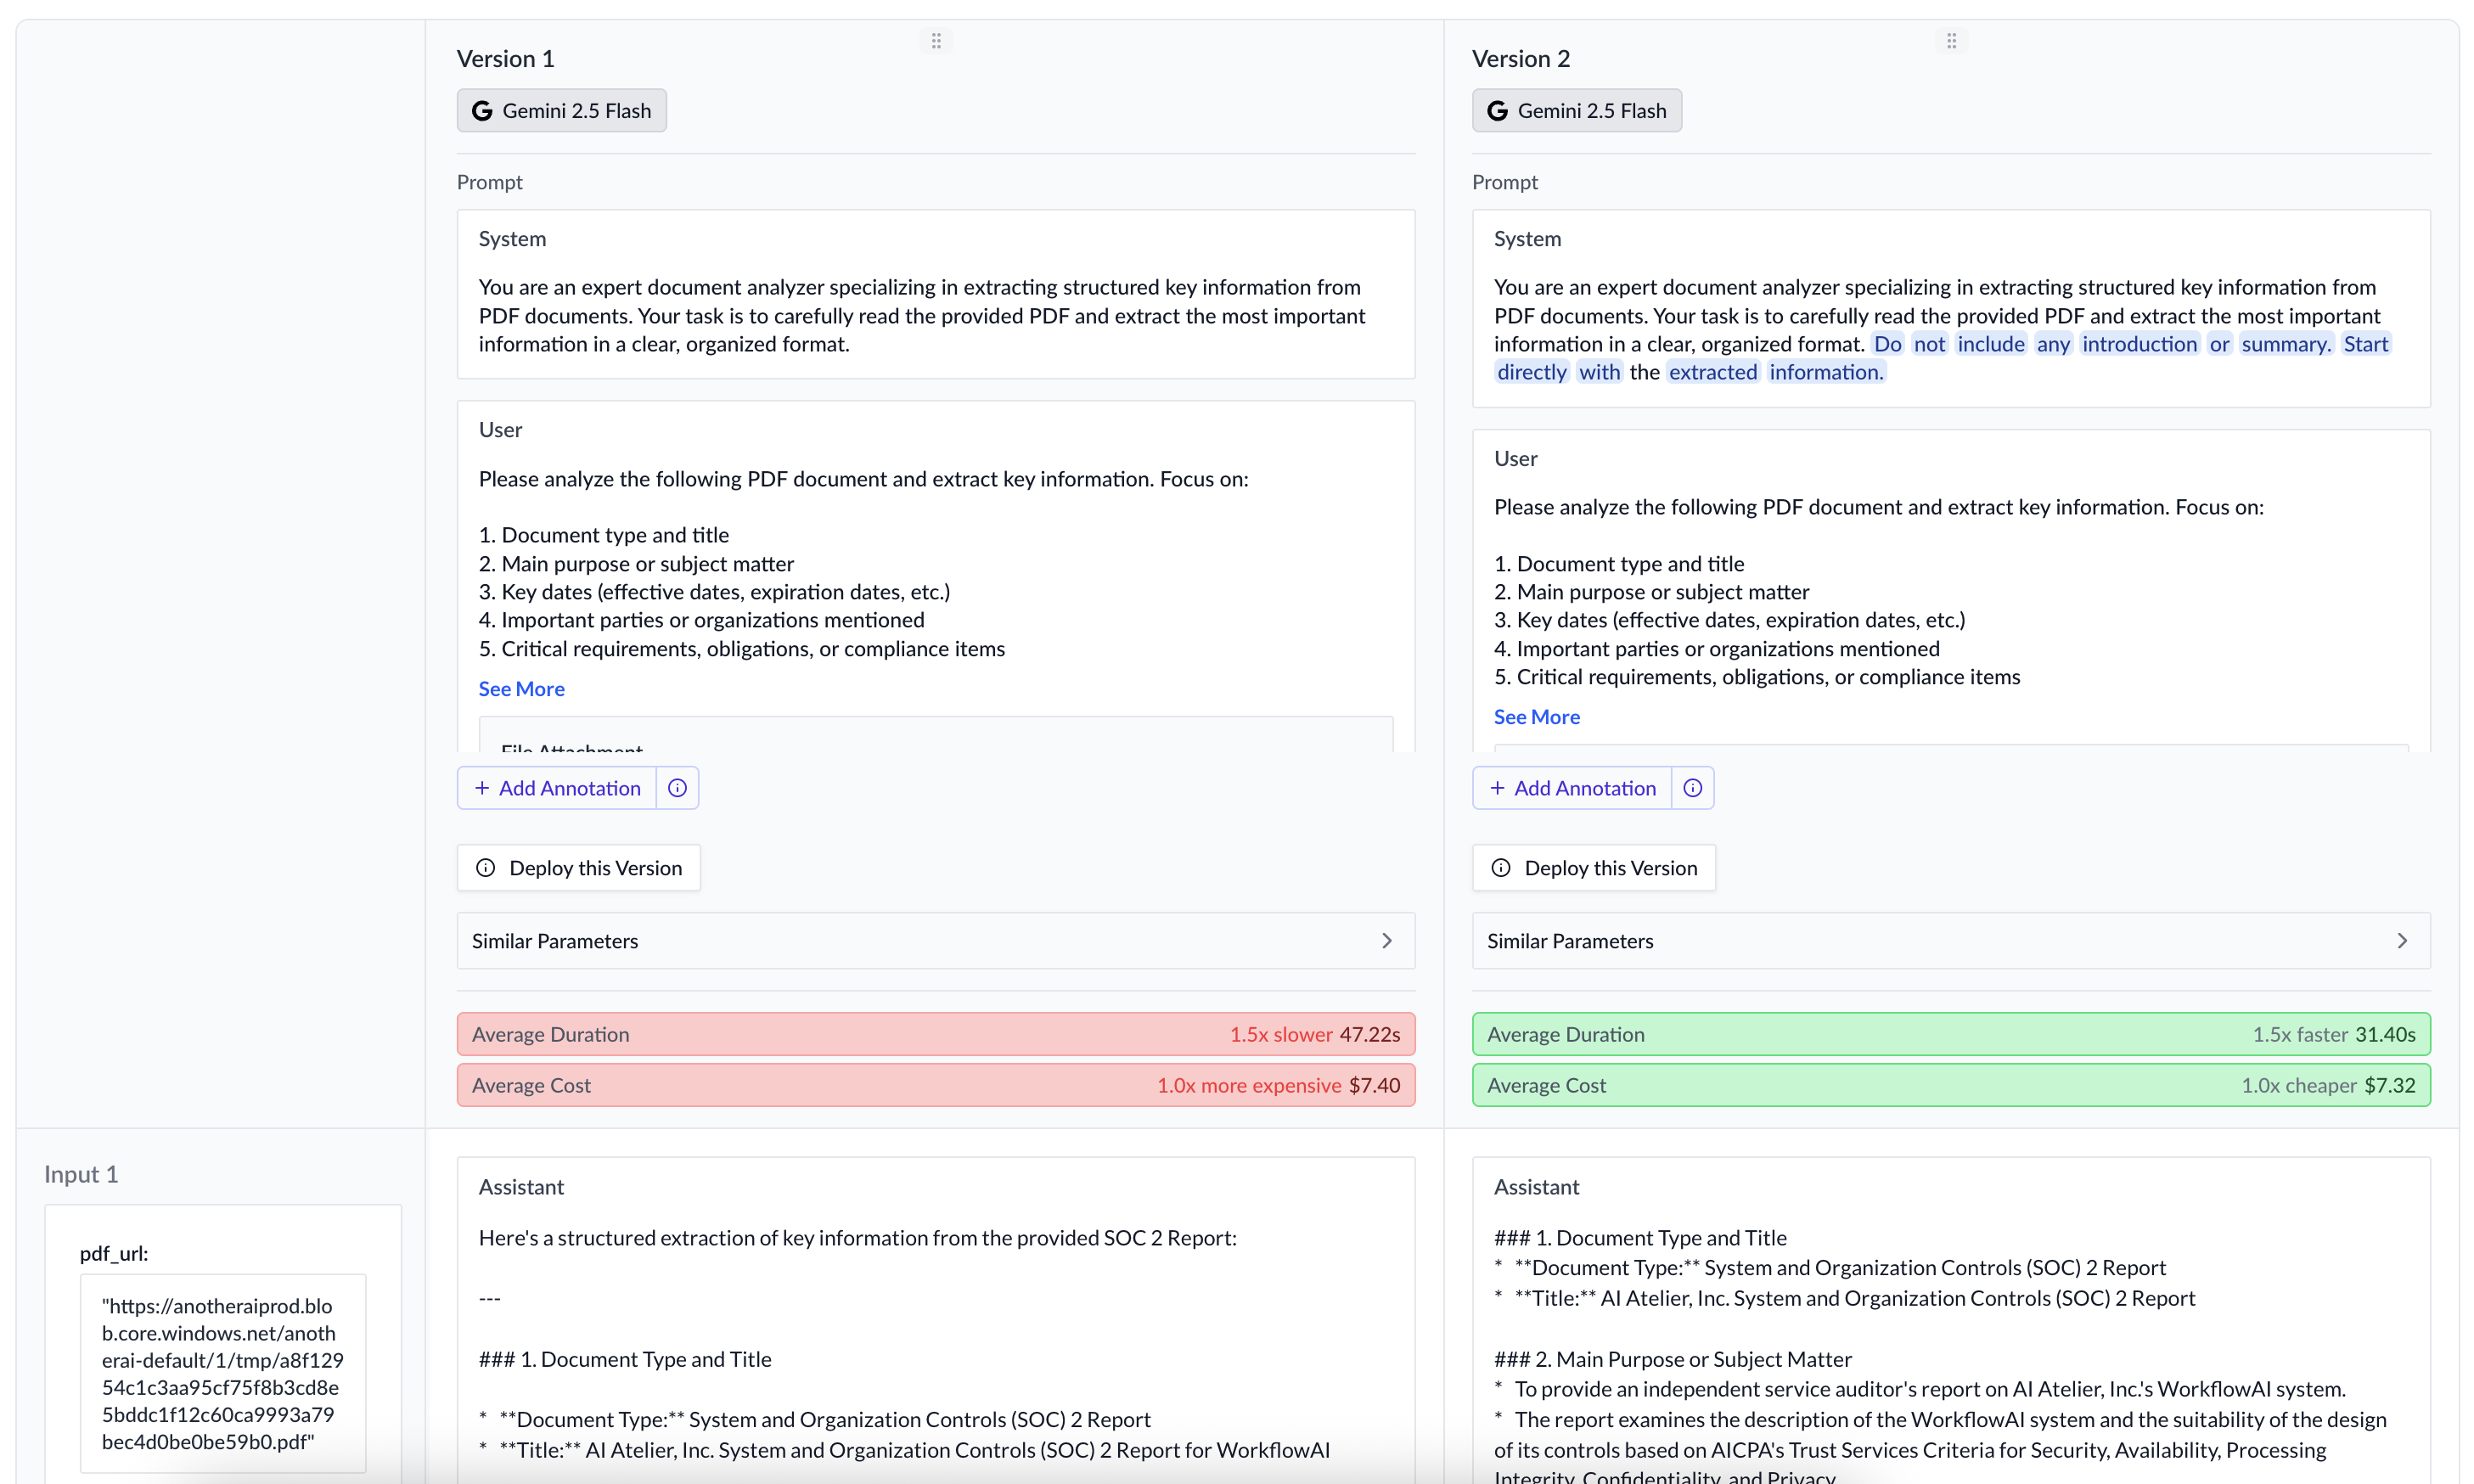 Version 1
Gemini 2.5 Flash
Prompt
System
You are an expert document analyzer specializing in extracting structured key information from
PDF documents. Your task is to carefully read the provided PDF and extract the most important
information in a clear, organized format.
User
Please analyze the following PDF document and extract key information. Focus on:
1. Document type and title
2. Main purpose or subject matter
3. Key dates (effective dates, expiration dates, etc.)
4. Important parties or organizations mentioned
5. Critical requirements, obligations, or compliance items
See More
File Attachment
+ Add Annotation
Deploy this Version
Similar Parameters
Average Duration 1.5x slower 47.22s
Average Cost 1.0x more expensive $7.40
Version 2
Gemini 2.5 Flash
Prompt
System
You are an expert document analyzer specializing in extracting structured key information from
PDF documents. Your task is to carefully read the provided PDF and extract the most important
information in a clear, organized format. Do not include any introduction or summary. Start
directly with the extracted information.
User
Please analyze the following PDF document and extract key information. Focus on:
1. Document type and title
2. Main purpose or subject matter
3. Key dates (effective dates, expiration dates, etc.)
4. Important parties or organizations mentioned
5. Critical requirements, obligations, or compliance items
See More
+ Add Annotation
Deploy this Version
Similar Parameters
Average Duration 1.5x faster 31.40s
Average Cost 1.0x cheaper $7.32
Input 1
pdf_url:
"https://anotheraiprod.blo
b.core.windows.net/anoth
erai-default/1/tmp/a8f129
54c1c3aa95cf75f8b3cd8e
5bddc1f12c60ca9993a79
bec4d0be0be59b0.pdf"
Assistant
Here's a structured extraction of key information from the provided SOC 2 Report:
---
### 1. Document Type and Title
* **Document Type:** System and Organization Controls (SOC) 2 Report
* **Title:** AI Atelier, Inc. System and Organization Controls (SOC) 2 Report for WorkflowAI
Assistant
### 1. Document Type and Title
* **Document Type:** System and Organization Controls (SOC) 2 Report
* **Title:** AI Atelier, Inc. System and Organization Controls (SOC) 2 Report
### 2. Main Purpose or Subject Matter
* To provide an independent service auditor's report on AI Atelier, Inc.'s WorkflowAI system.
* The report examines the description of the WorkflowAI system and the suitability of the design
of its controls based on AICPA's Trust Services Criteria for Security, Availability, Processing
Integrity, Confidentiality, and Privacy